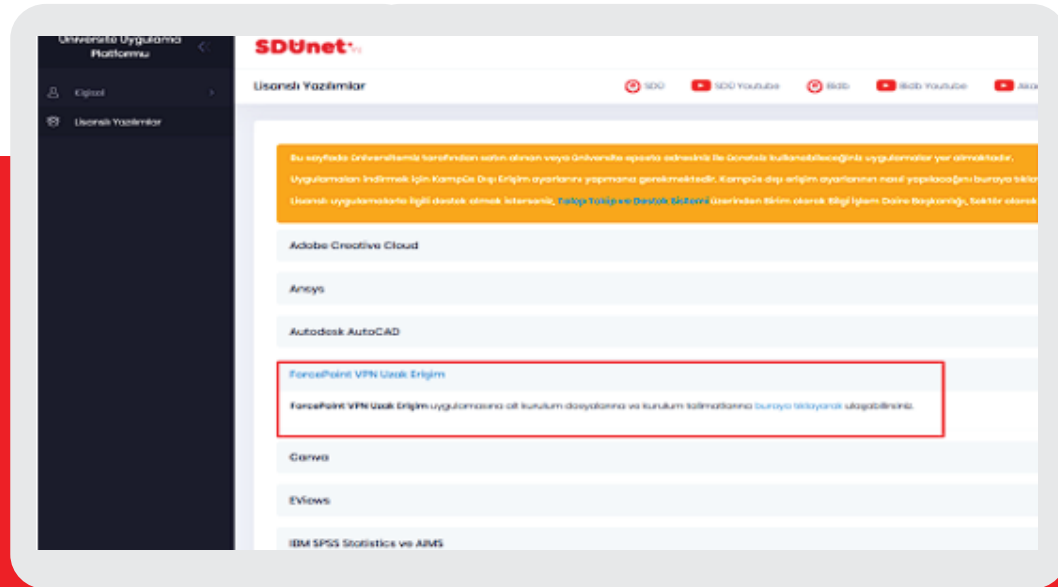 Üniversite Uygulama
Platformu
SDUnet
Lisanslı Yazılımlar
SDÜ
SDÜ Youtube
Bidb
Bidb Youtube
Kişisel
Lisanslı Yazılımlar
Bu sayfada Üniversitemiz tarafından satın alınan veya üniversite eposta adresiniz ile ücretsiz kullanabileceğiniz uygulamalar yer almaktadır.
Uygulamaları indirmek için Kampüs Dışı Erişim ayarlarını yapmanız gerekmektedir. Kampüs dışı erişim ayarlarının nasıl yapılacağını buraya
Lisanslı uygulamalarla ilgili destek almak isterseniz, Talep Takip ve Destek Sistemi üzerinden Birim olarak Bilgi İşlem Daire Başkanlığı, Sektör olarak
Adobe Creative Cloud
Ansys
Autodesk AutoCAD
ForcePoint VPN Uzak Erişim
ForcePoint VPN Uzak Erişim uygulamasına ait kurulum dosyalarına ve kurulum talimatlarına buraya tıklayarak ulaşabilirsiniz.
Canva
EViews
IBM SPSS Statistics ve AMOS